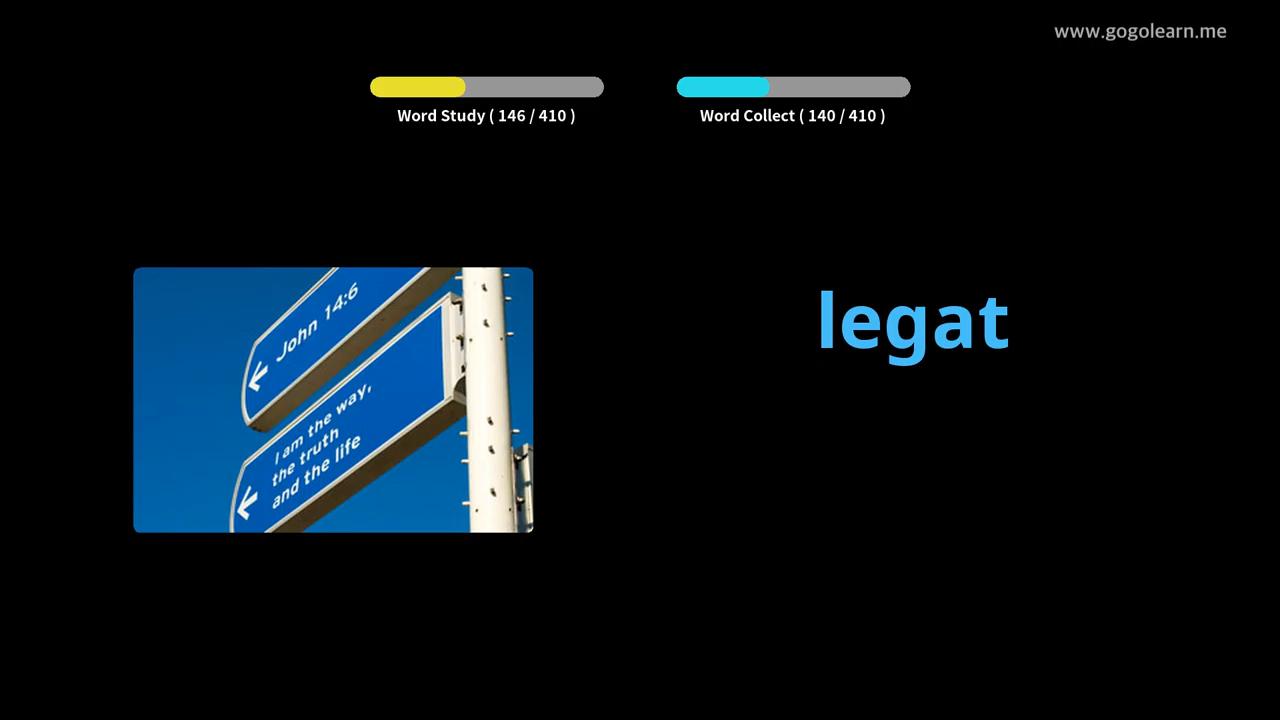 www.gogolearn.me
Word Study ( 146 / 410 )
Word Collect ( 140 / 410 )
John 14:6
I am the way,
the truth
and the life
legat